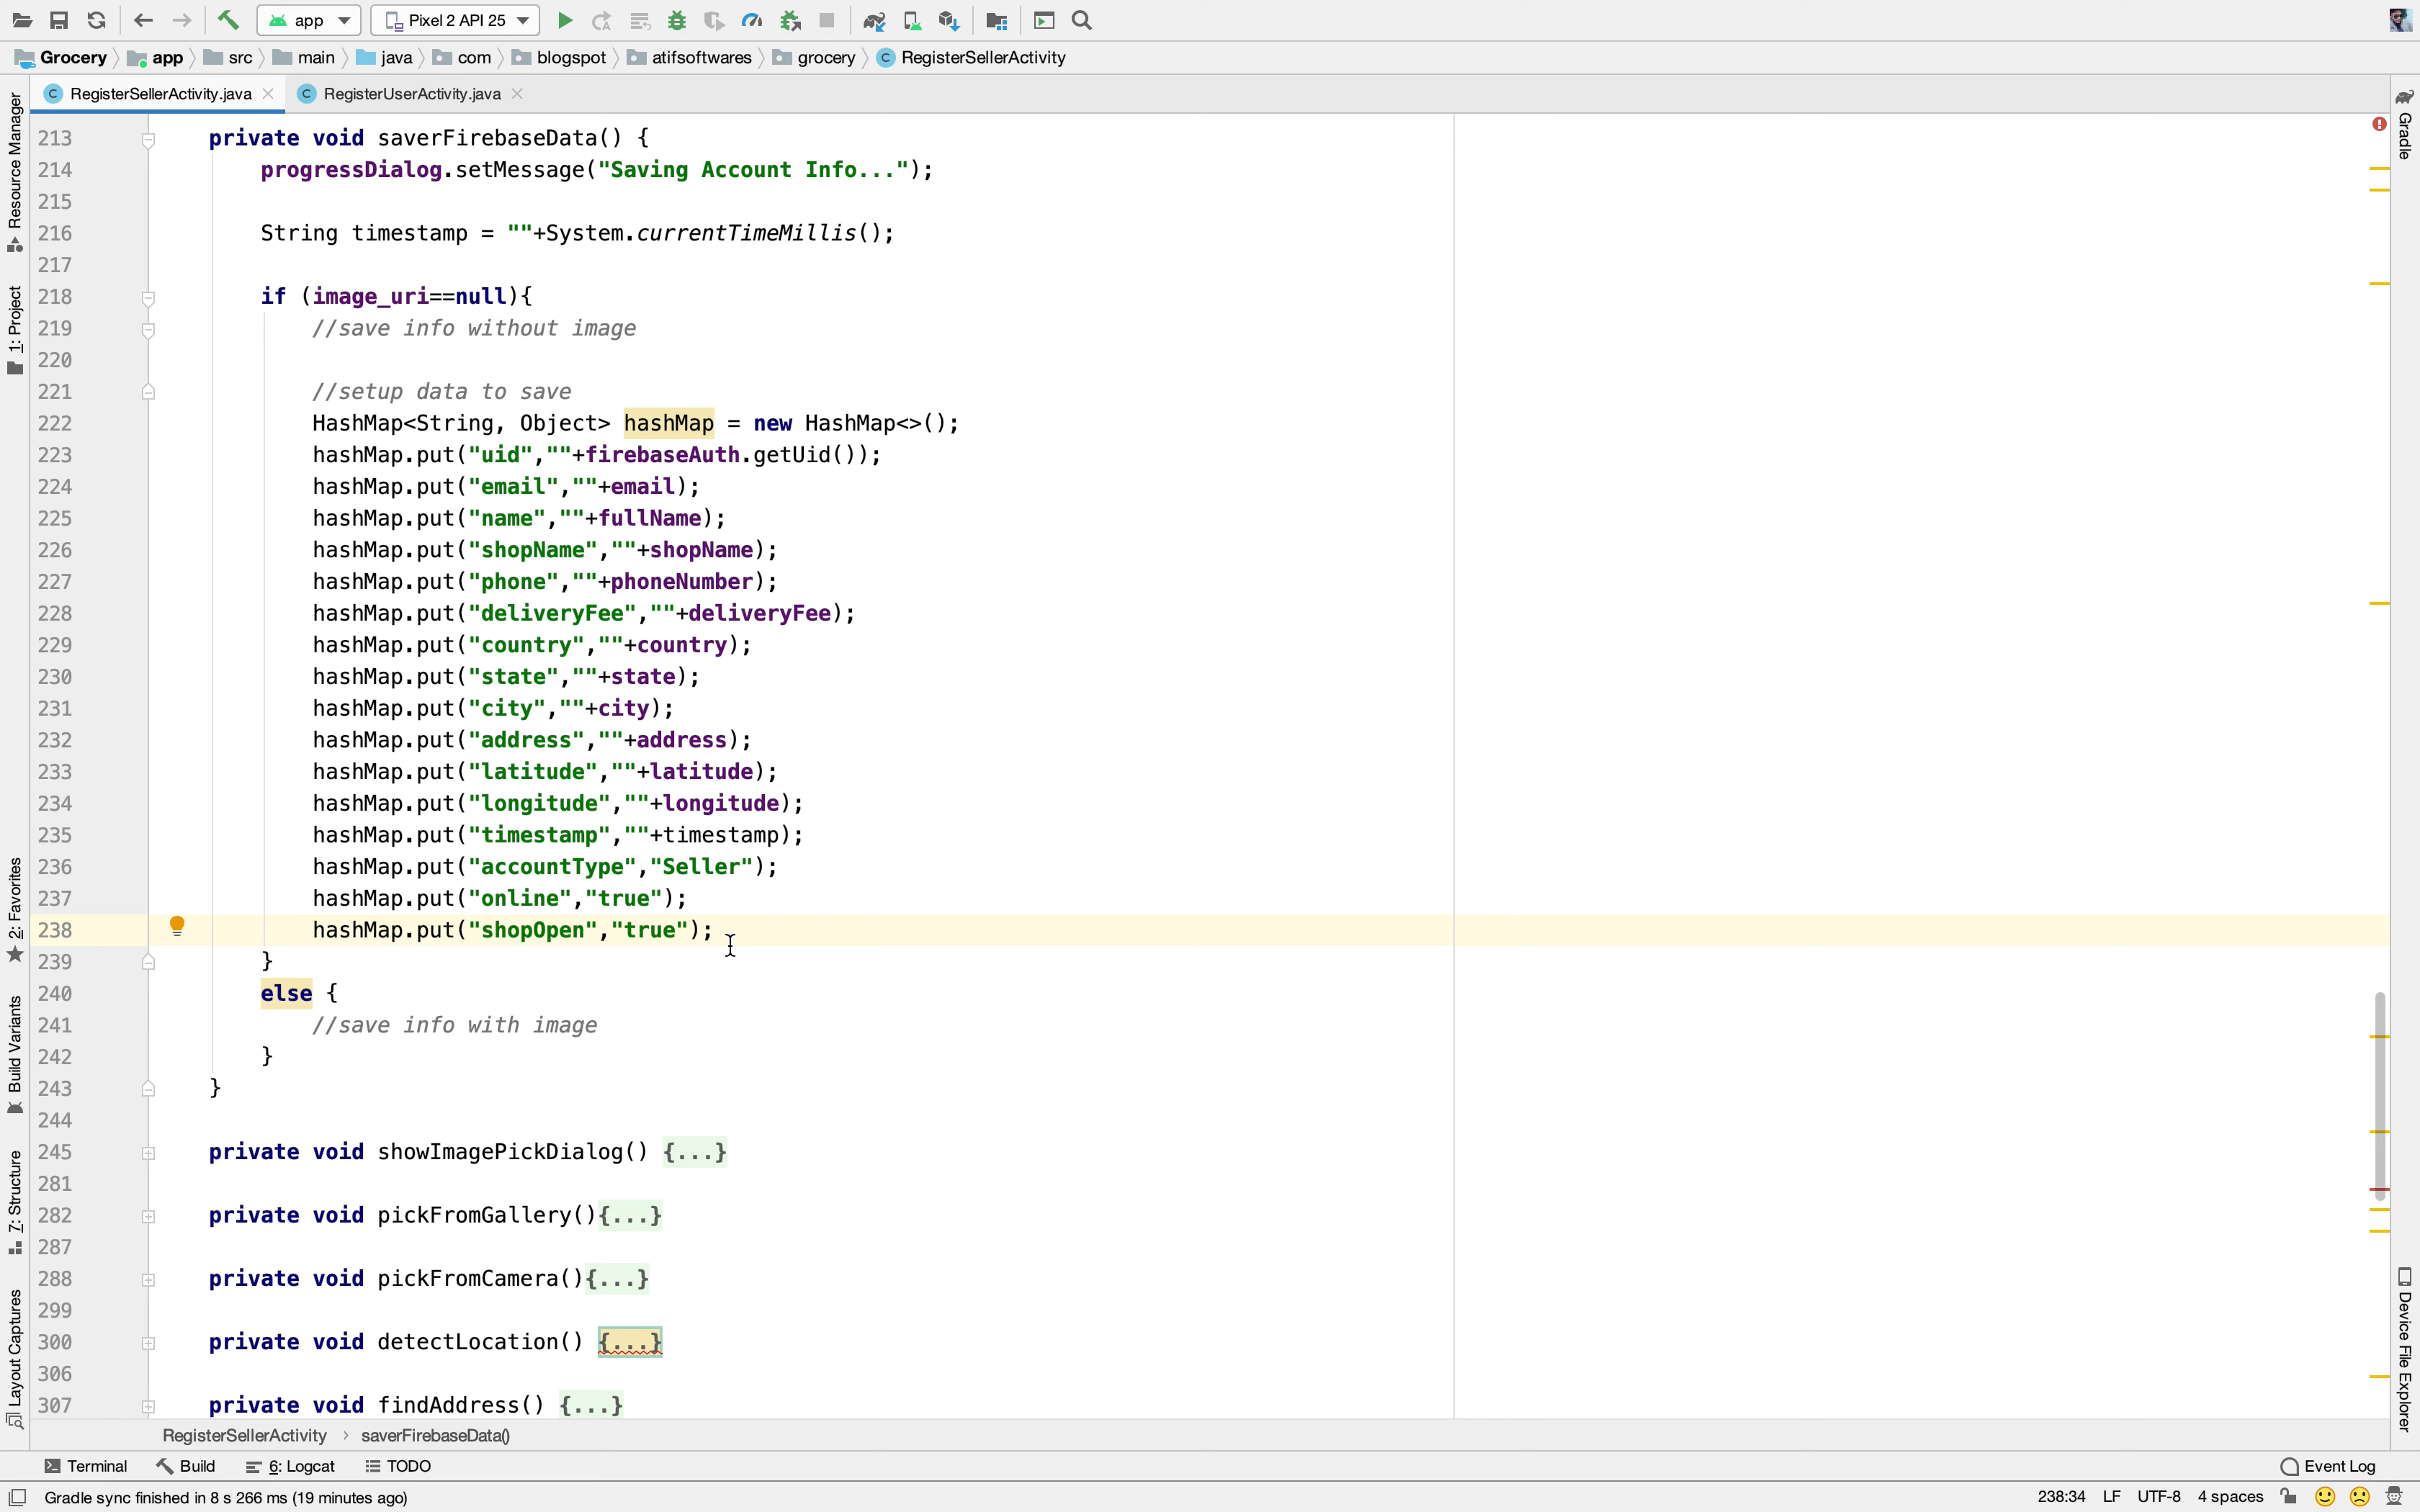 app
Pixel 2 API 25
Grocery
app
src
main
java
com
blogspot
atifsoftwares
grocery
RegisterSellerActivity
RegisterSellerActivity.java
RegisterUserActivity.java
Resource Manager
1: Project
2: Favorites
Build Variants
7: Structure
Layout Captures
Gradle
Device File Explorer
213 private void saverFirebaseData() {
214 progressDialog.setMessage("Saving Account Info...");
215
216 String timestamp = ""+System.currentTimeMillis();
217
218 if (image_uri==null){
219 //save info without image
220
221 //setup data to save
222 HashMap<String, Object> hashMap = new HashMap<>();
223 hashMap.put("uid",""+firebaseAuth.getUid());
224 hashMap.put("email",""+email);
225 hashMap.put("name",""+fullName);
226 hashMap.put("shopName",""+shopName);
227 hashMap.put("phone",""+phoneNumber);
228 hashMap.put("deliveryFee",""+deliveryFee);
229 hashMap.put("country",""+country);
230 hashMap.put("state",""+state);
231 hashMap.put("city",""+city);
232 hashMap.put("address",""+address);
233 hashMap.put("latitude",""+latitude);
234 hashMap.put("longitude",""+longitude);
235 hashMap.put("timestamp",""+timestamp);
236 hashMap.put("accountType","Seller");
237 hashMap.put("online","true");
238 hashMap.put("shopOpen","true");
239 }
240 else {
241 //save info with image
242 }
243 }
244
245 private void showImagePickDialog() {...}
281
282 private void pickFromGallery(){...}
287
288 private void pickFromCamera(){...}
299
300 private void detectLocation() {...}
306
307 private void findAddress() {...}
RegisterSellerActivity › saverFirebaseData()
Terminal
Build
6: Logcat
TODO
Event Log
Gradle sync finished in 8 s 266 ms (19 minutes ago)
238:34
LF
UTF-8
4 spaces